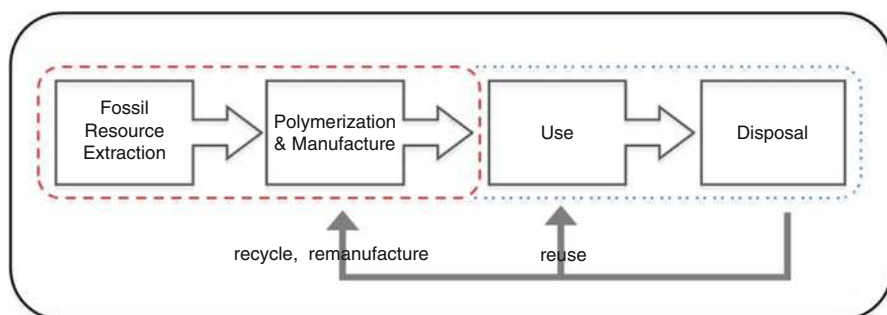 Fossil
Resource
Extraction
Polymerization
& Manufacture
Use
Disposal
recycle, remanufacture
reuse